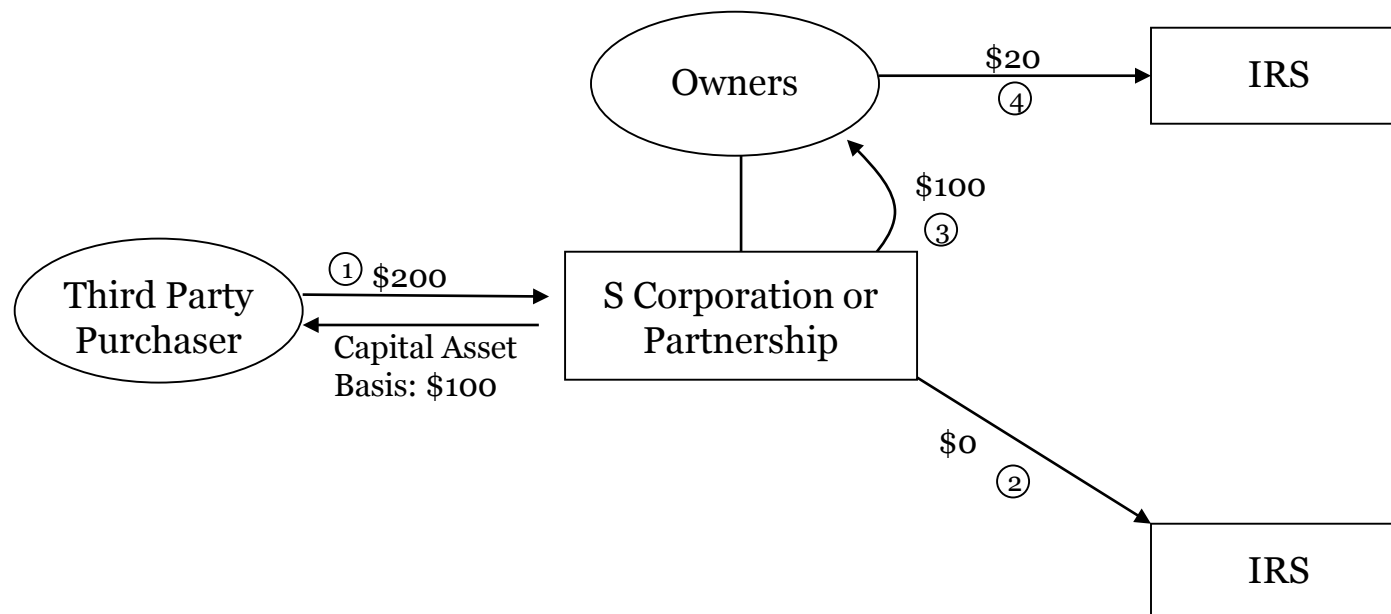 Owners
$20
④
IRS
$100
③
① $200
Third Party
Purchaser
Capital Asset
Basis: $100
S Corporation or
Partnership
$0
②
IRS